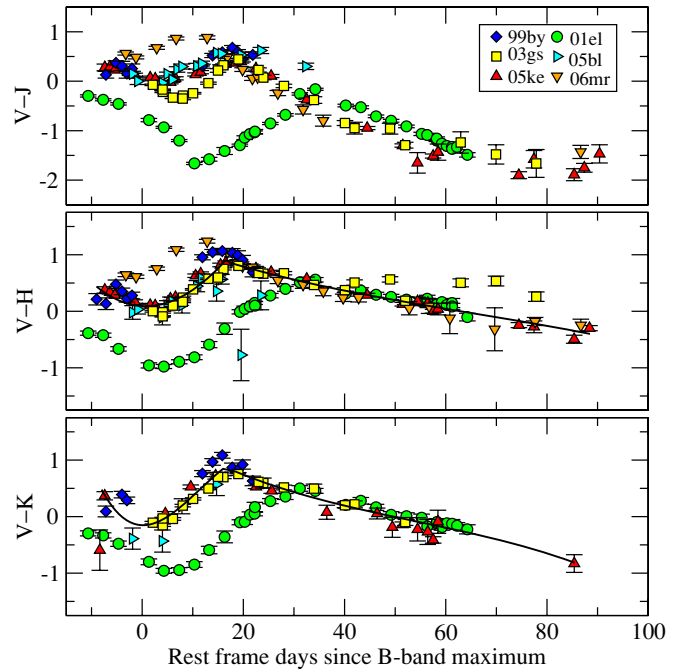 1
0
-1
-2
V−J
99by
03gs
05ke
01el
05bl
06mr
1
0
-1
V−H
1
0
-1
V−K
0 20 40 60 80 100
Rest frame days since B-band maximum